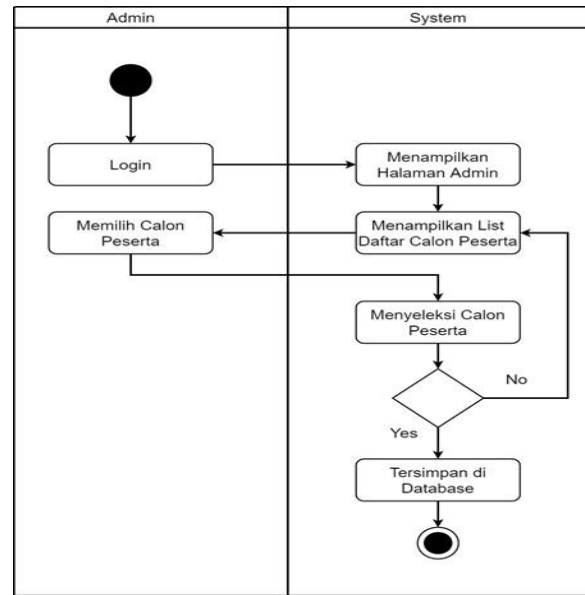 Admin
System
Login
Menampilkan
Halaman Admin
Memilih Calon
Peserta
Menampilkan List
Daftar Calon Peserta
Menyeleksi Calon
Peserta
No
Yes
Tersimpan di
Database